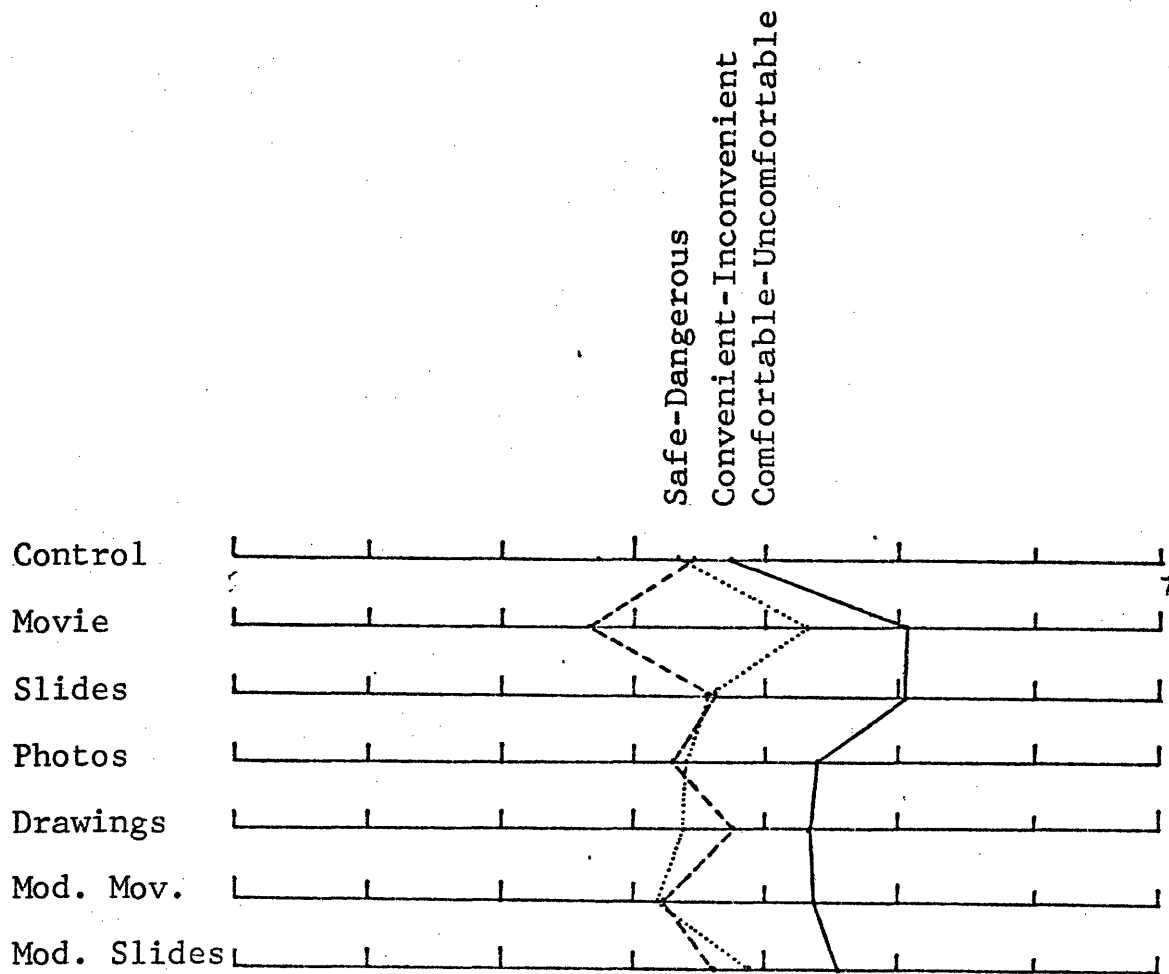 Safe-Dangerous
Convenient-Inconvenient
Comfortable-Uncomfortable
Control
Movie
Slides
Photos
Drawings
Mod. Mov.
Mod. Slides